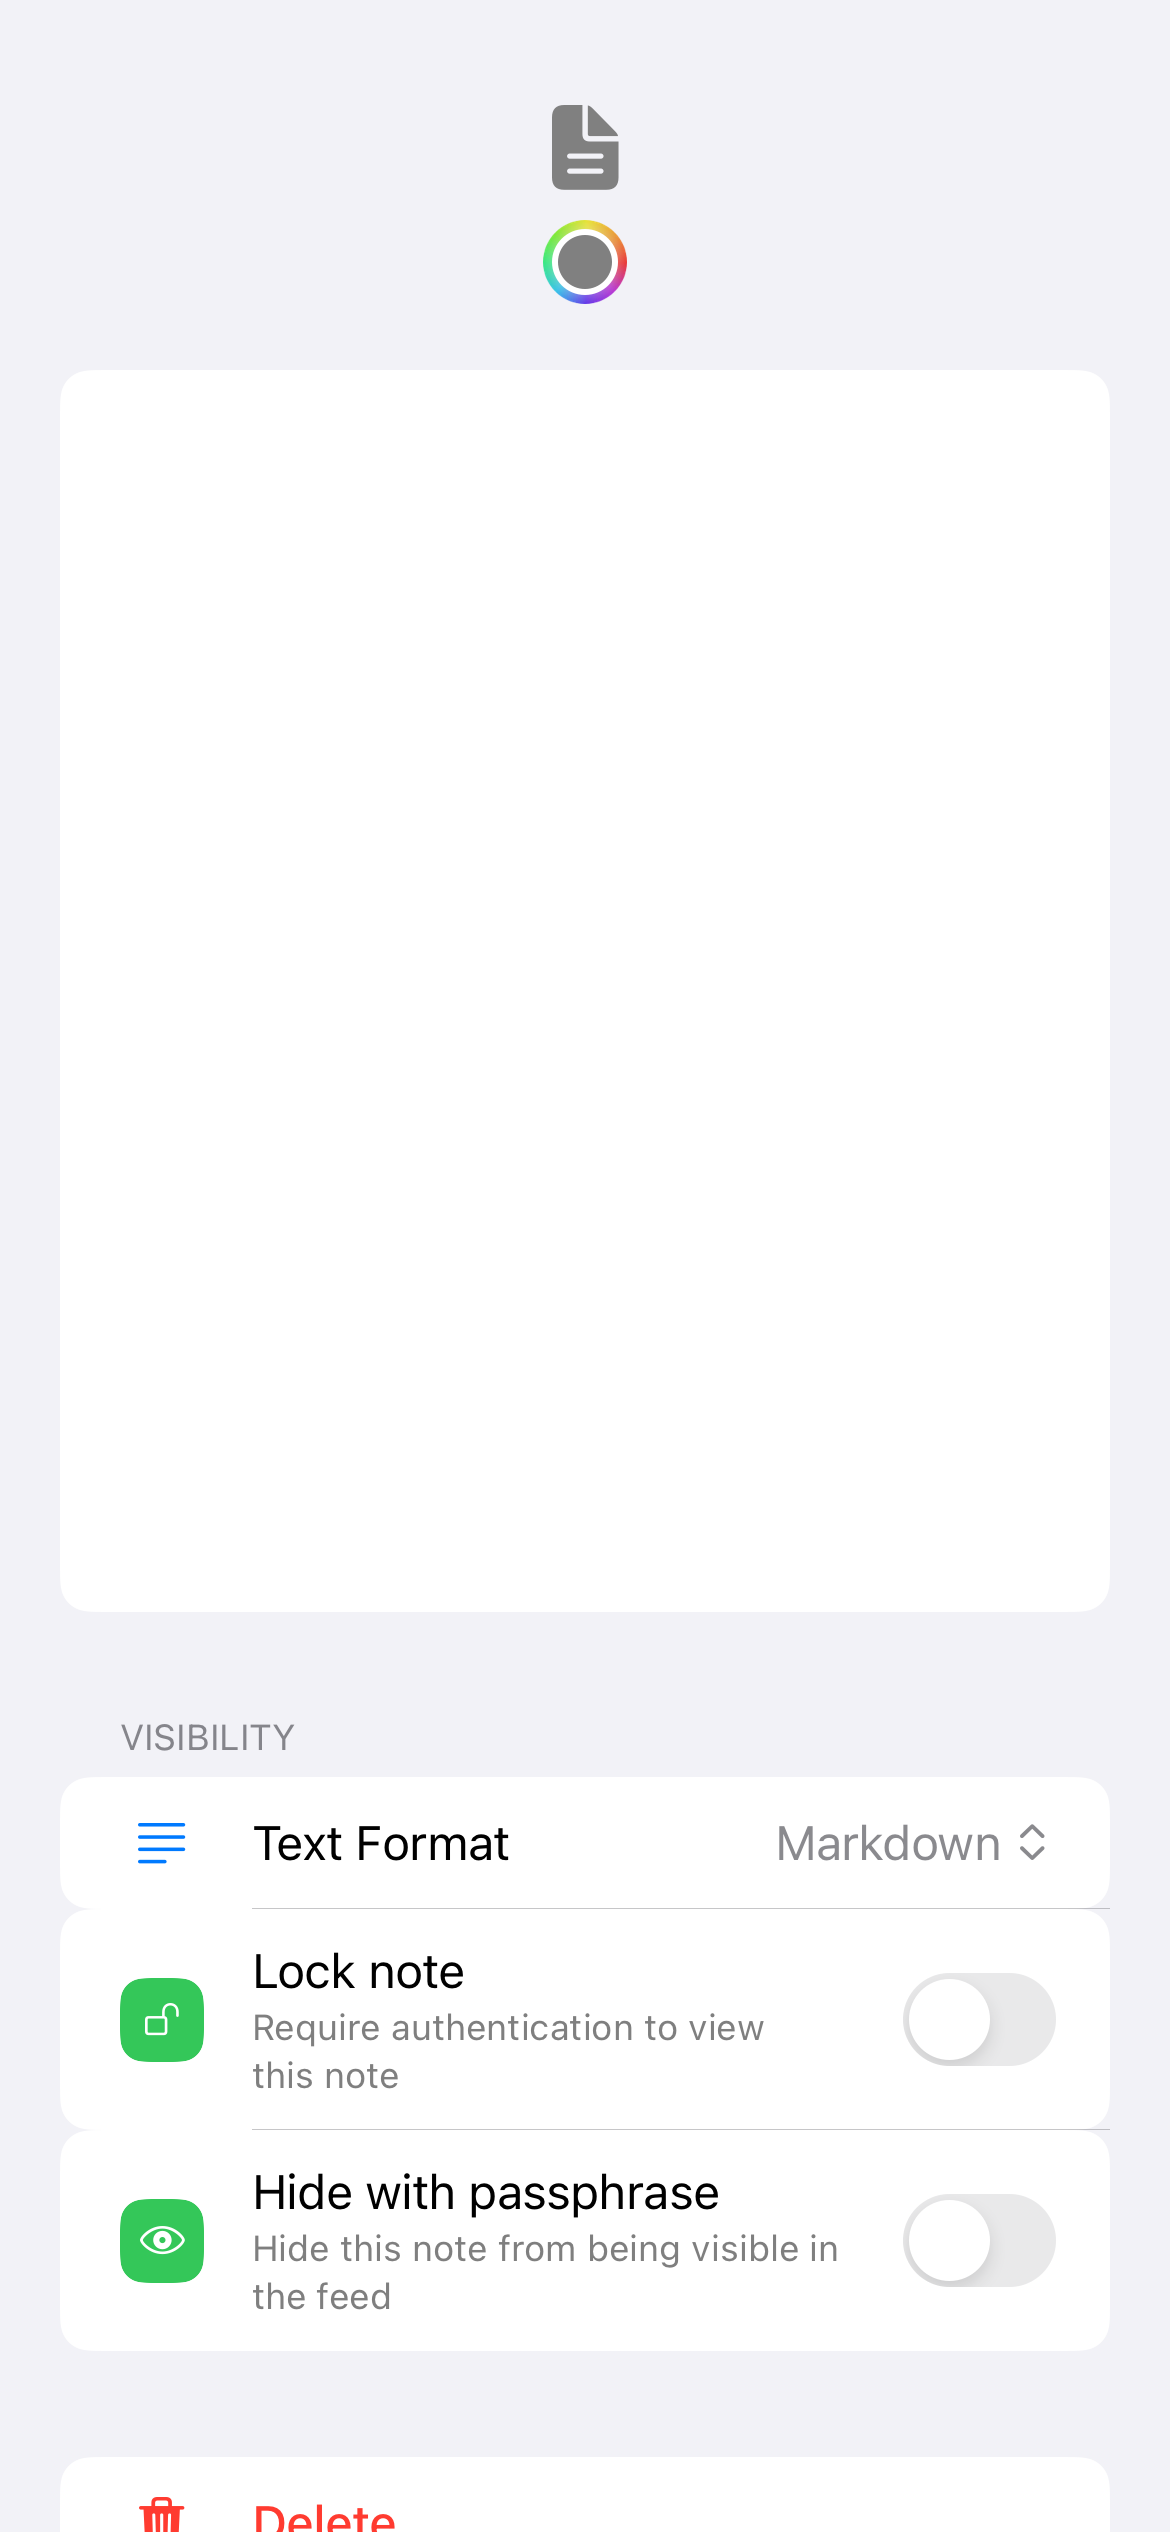 VISIBILITY
Text Format Markdown
Lock note
Require authentication to view
this note
Hide with passphrase
Hide this note from being visible in
the feed
Delete